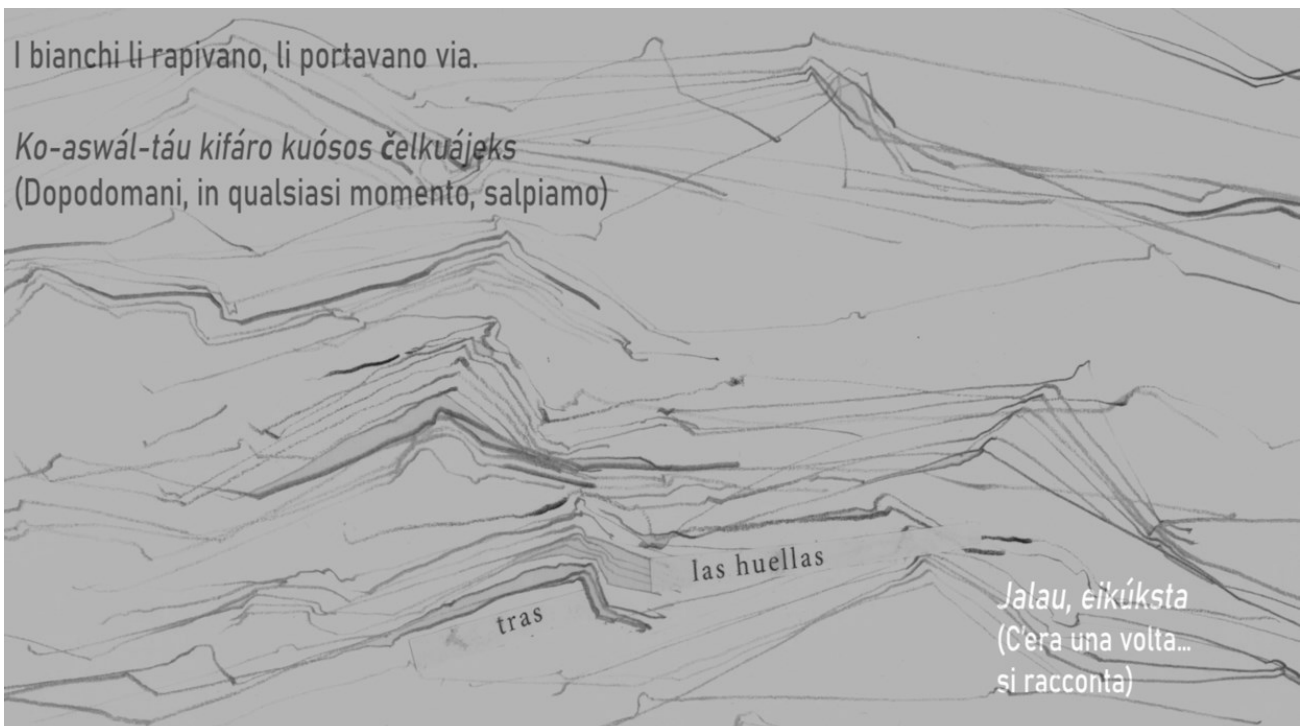 I bianchi li rapivano, li portavano via.
Ko-aswál-táu kifáro kuósos čelkuájeks
(Dopodomani, in qualsiasi momento, salpiamo)
tras
las huellas
Jalau, eikúksta
(C'era una volta...
si racconta)